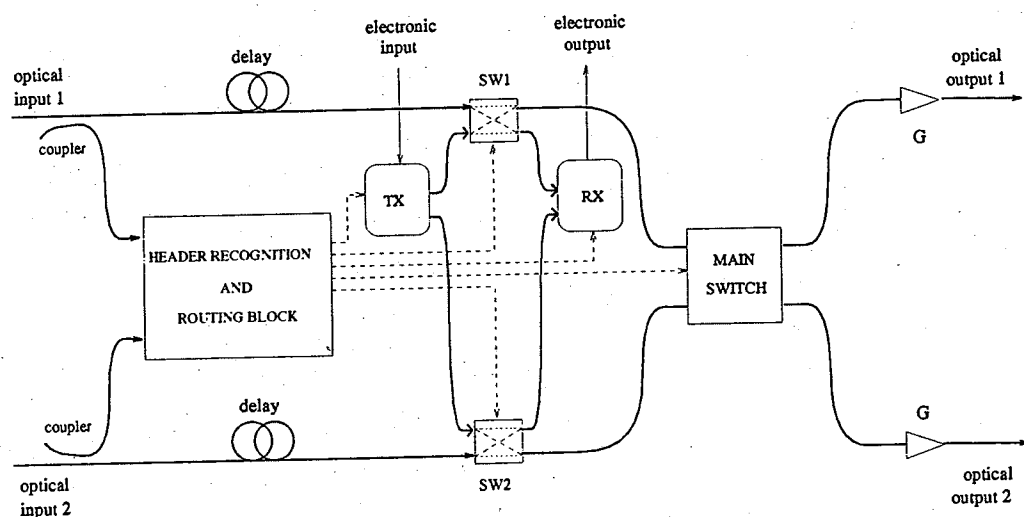 electronic
input
electronic
output
delay
optical
input 1
SW1
optical
output 1
coupler
G
TX
RX
HEADER RECOGNITION
AND
ROUTING BLOCK
MAIN
SWITCH
delay
coupler
G
optical
input 2
SW2
optical
output 2